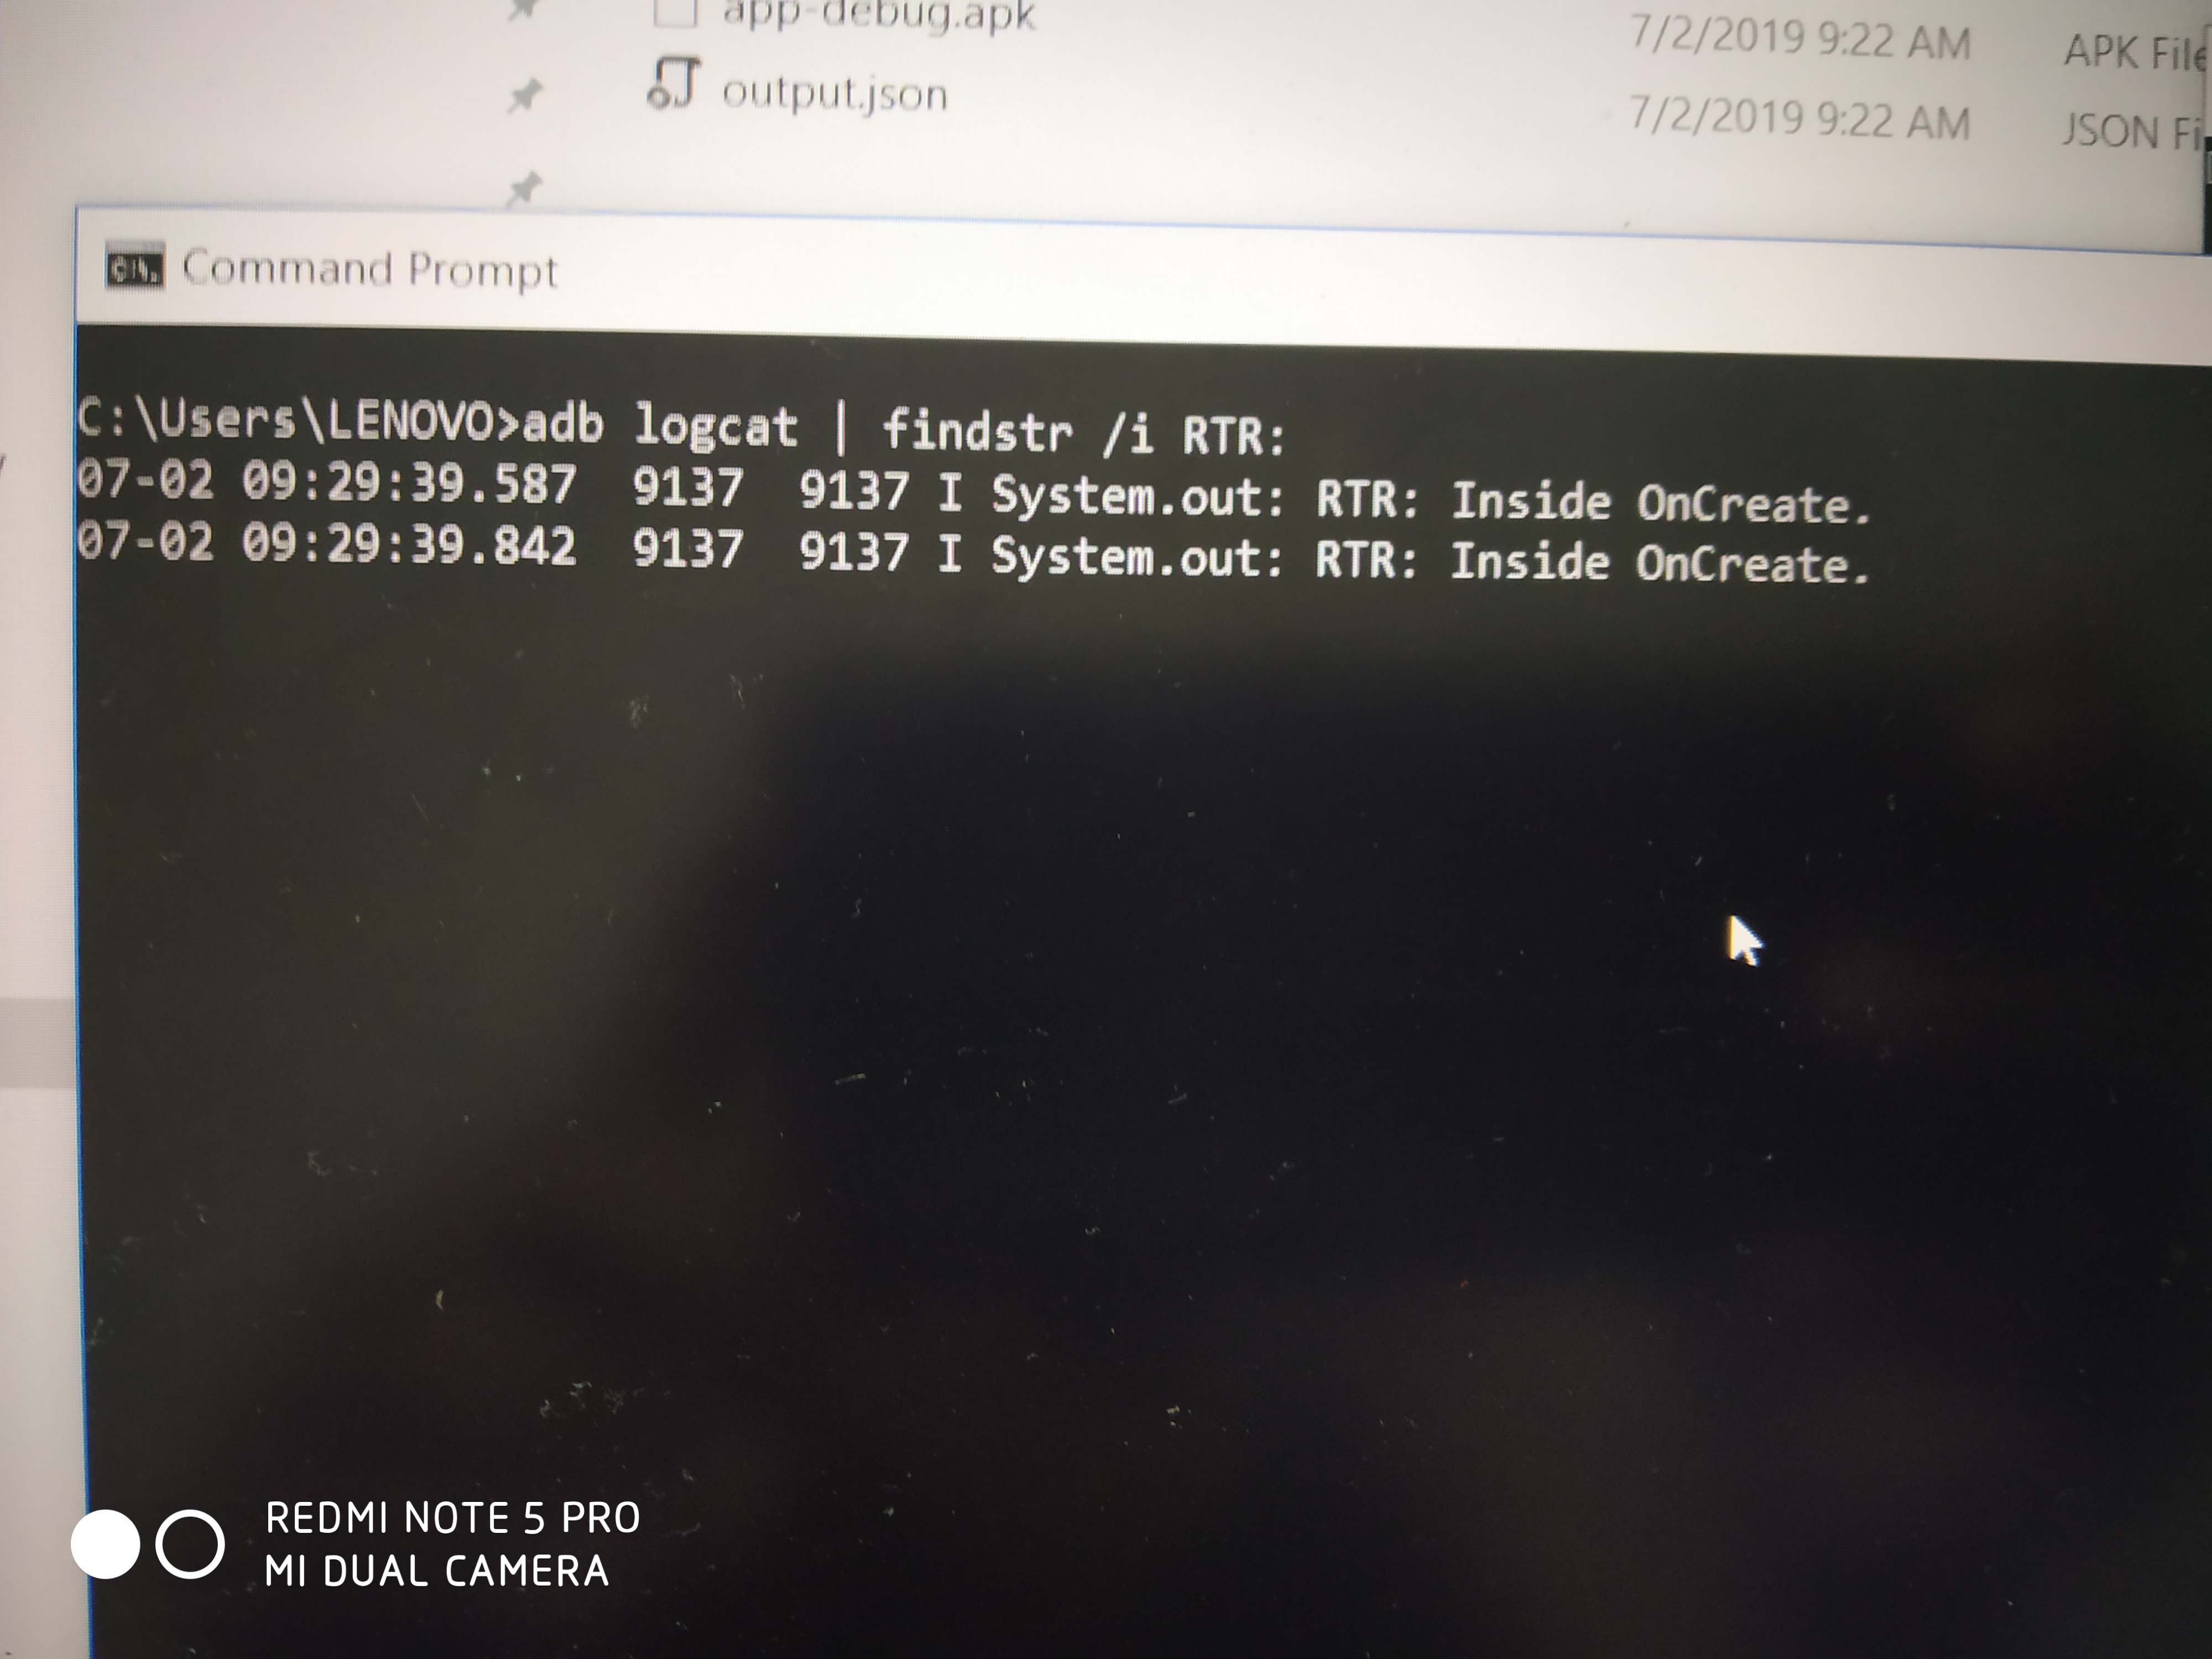 app-debug.apk 7/2/2019 9:22 AM APK File
output.json 7/2/2019 9:22 AM JSON Fi
Command Prompt
C:\Users\LENOVO>adb logcat | findstr /i RTR:
07-02 09:29:39.587  9137  9137 I System.out: RTR: Inside OnCreate.
07-02 09:29:39.842  9137  9137 I System.out: RTR: Inside OnCreate.
REDMI NOTE 5 PRO
MI DUAL CAMERA